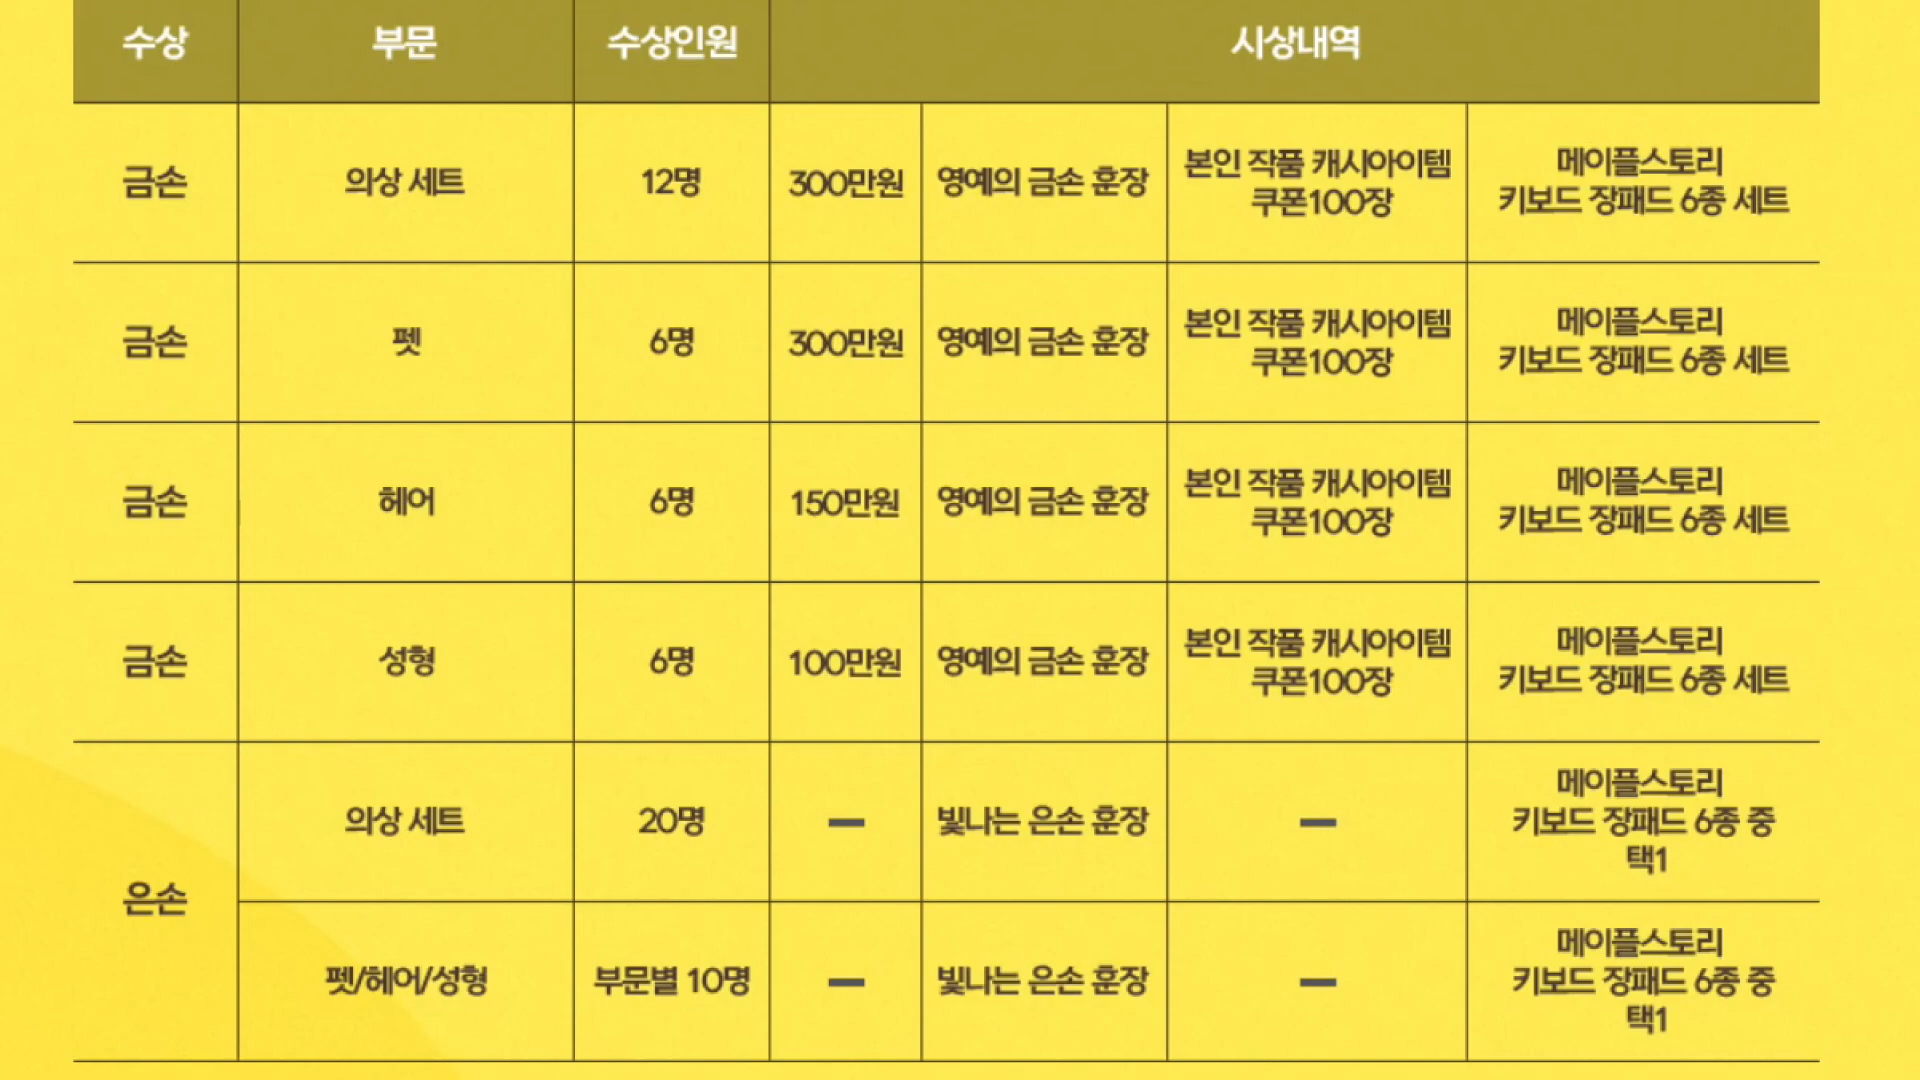 수상 부문 수상인원 시상내역
금손 의상 세트 12명 300만원 영예의 금손 훈장 본인 작품 캐시아이템 쿠폰100장 메이플스토리 키보드 장패드 6종 세트
금손 펫 6명 300만원 영예의 금손 훈장 본인 작품 캐시아이템 쿠폰100장 메이플스토리 키보드 장패드 6종 세트
금손 헤어 6명 150만원 영예의 금손 훈장 본인 작품 캐시아이템 쿠폰100장 메이플스토리 키보드 장패드 6종 세트
금손 성형 6명 100만원 영예의 금손 훈장 본인 작품 캐시아이템 쿠폰100장 메이플스토리 키보드 장패드 6종 세트
은손 의상 세트 20명 – 빛나는 은손 훈장 – 메이플스토리 키보드 장패드 6종 중 택1
펫/헤어/성형 부문별 10명 – 빛나는 은손 훈장 – 메이플스토리 키보드 장패드 6종 중 택1